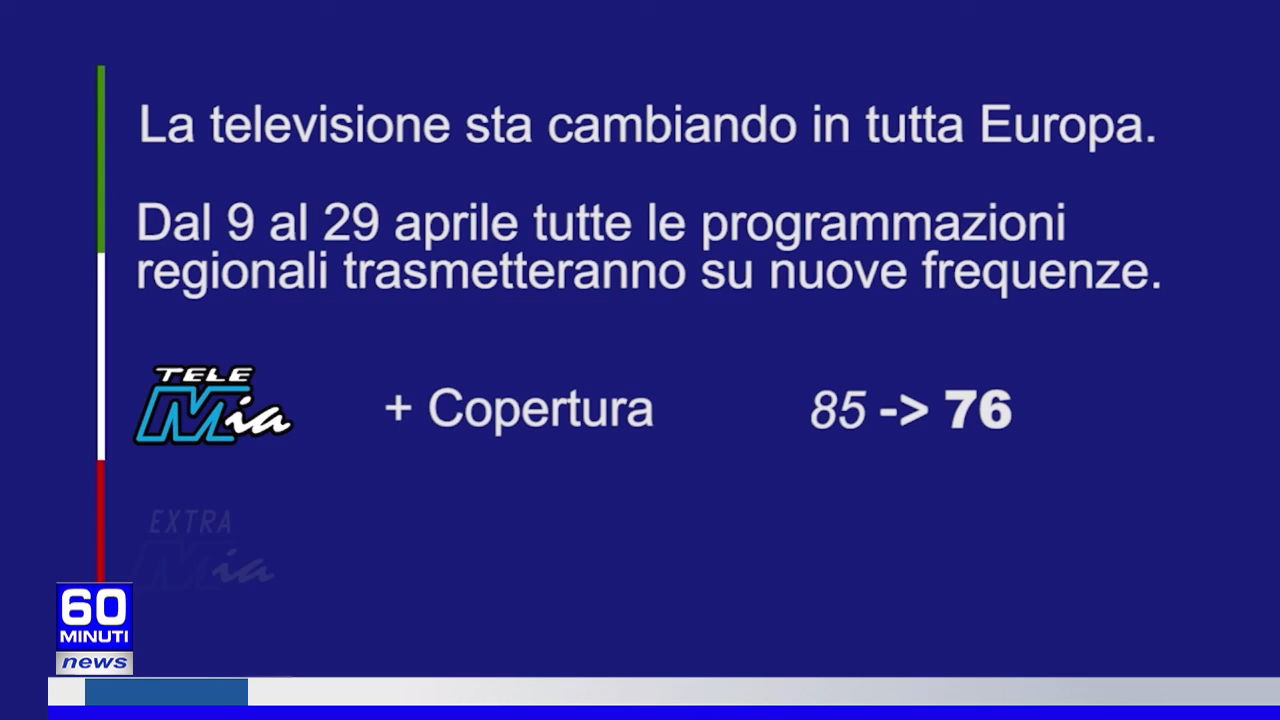 La televisione sta cambiando in tutta Europa.
Dal 9 al 29 aprile tutte le programmazioni
regionali trasmetteranno su nuove frequenze.
TELE
Mia
+ Copertura
85 -> 76
EXTRA
Mia
60
MINUTI
news